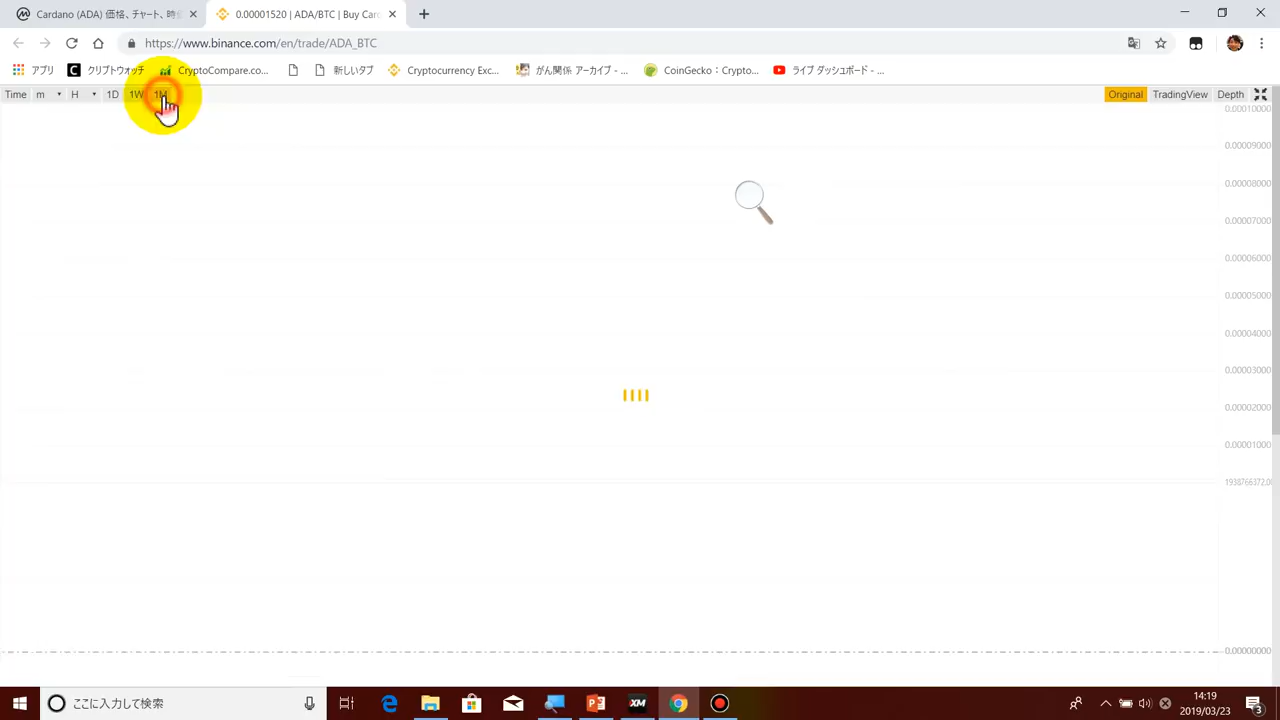 Cardano (ADA) 価格、チャート、時価
0.00001520 | ADA/BTC | Buy Car
https://www.binance.com/en/trade/ADA_BTC
アプリ クリプトウォッチ CryptoCompare.co... 新しいタブ Cryptocurrency Exc... がん関係 アーカイブ - ... CoinGecko: Crypto... ライブ ダッシュボード - ...
Time m H 1D 1W 1M Original TradingView Depth
0.00010000
0.00009000
0.00008000
0.00007000
0.00006000
0.00005000
0.00004000
0.00003000
0.00002000
0.00001000
1938766372.00
0.00000000
ここに入力して検索
XM
14:19
2019/03/23
3